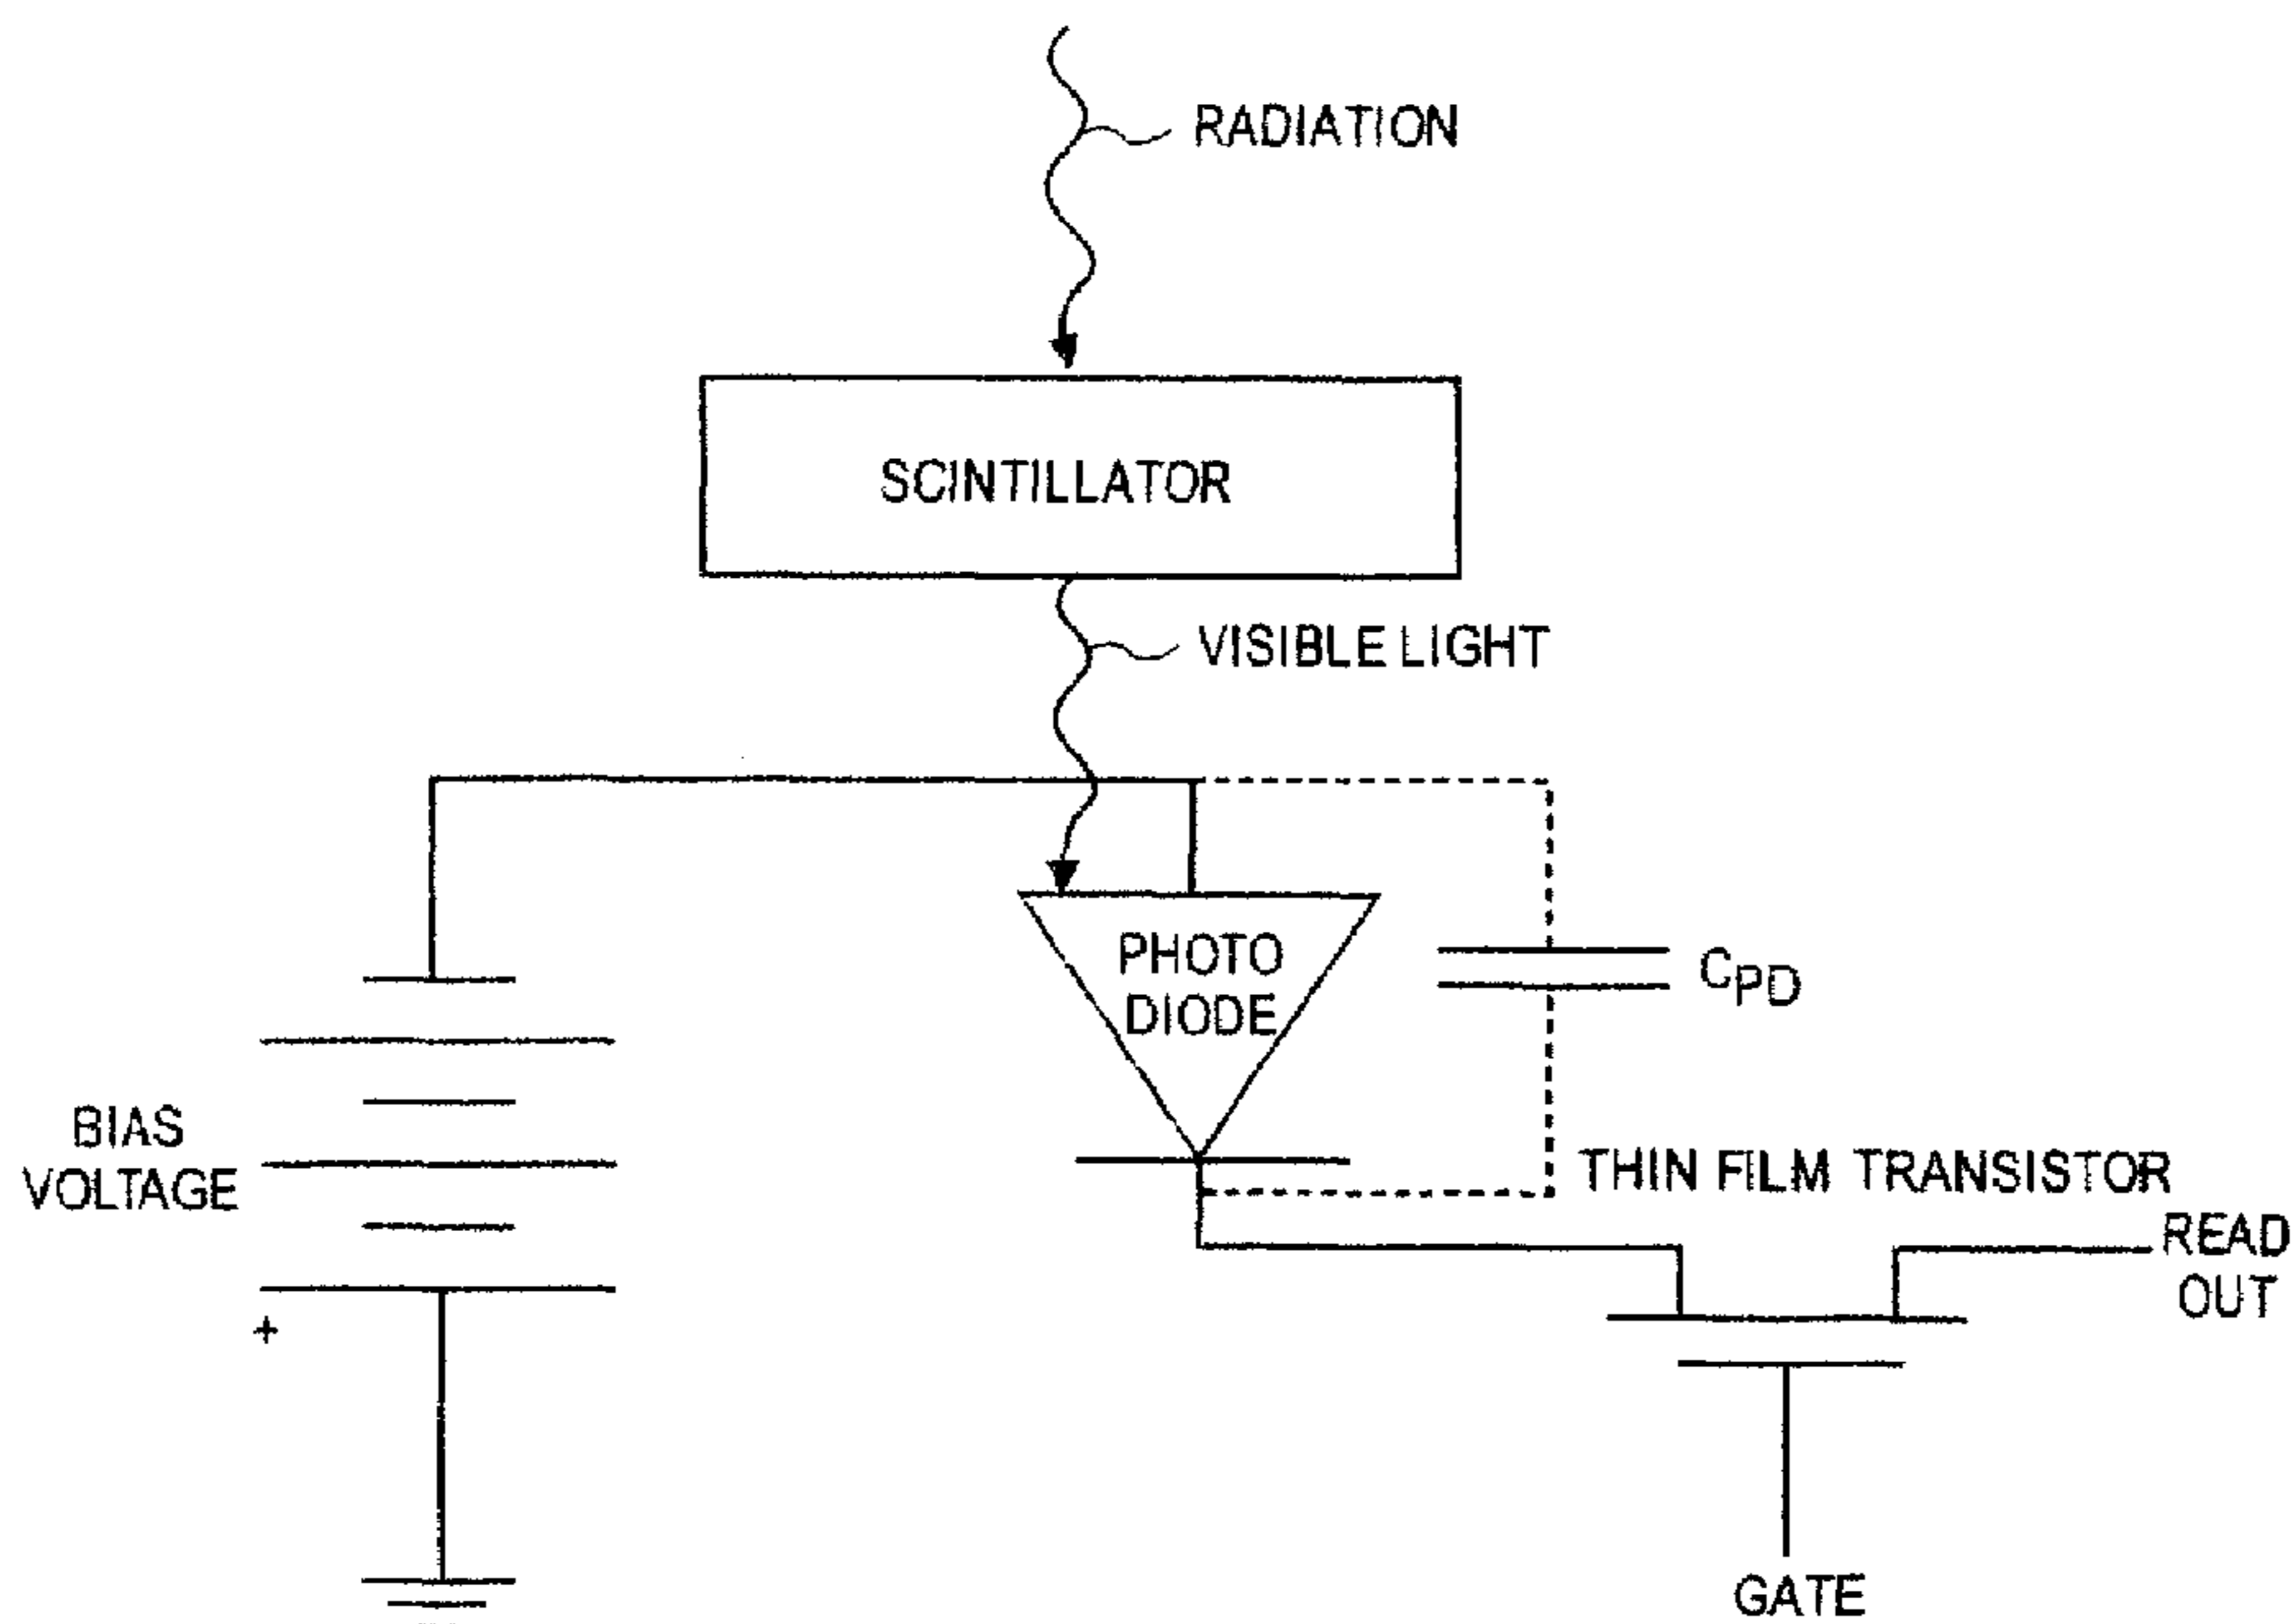 RADIATION
SCINTILLATOR
VISIBLE LIGHT
PHOTO
DIODE
CPD
BIAS
VOLTAGE
+
THIN FILM TRANSISTOR
READ
OUT
GATE